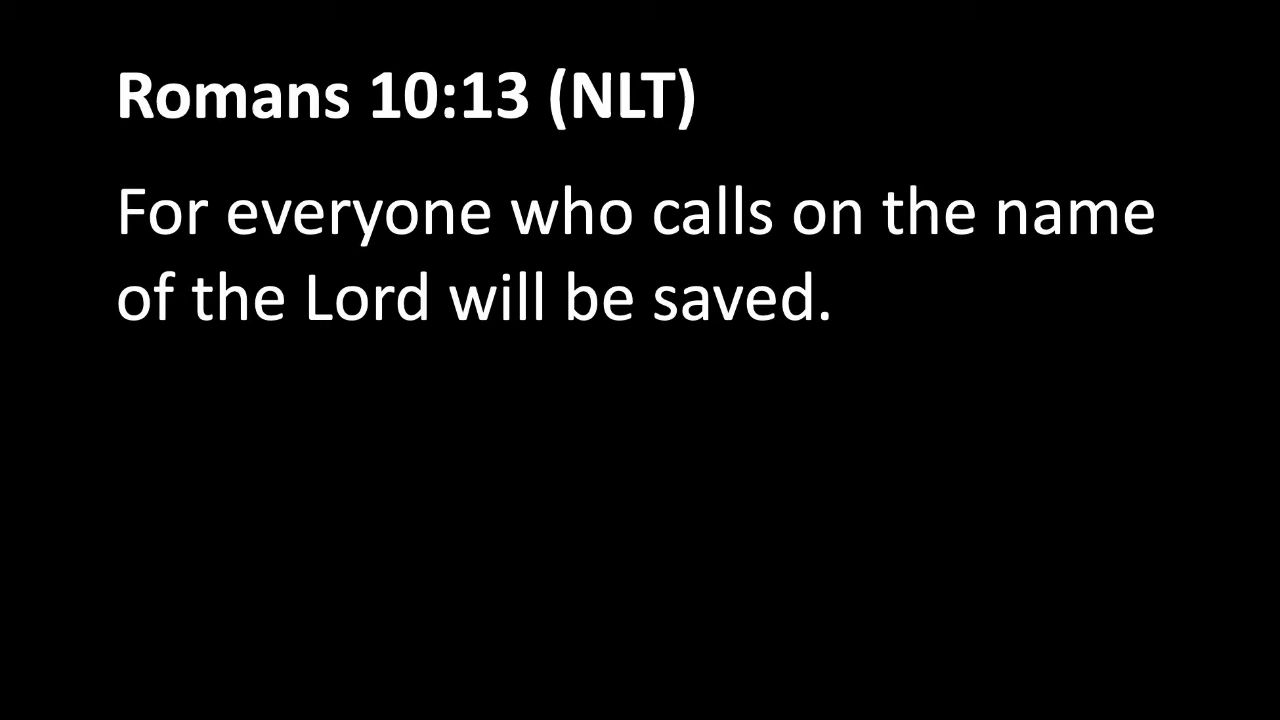 Romans 10:13 (NLT)
For everyone who calls on the name
of the Lord will be saved.